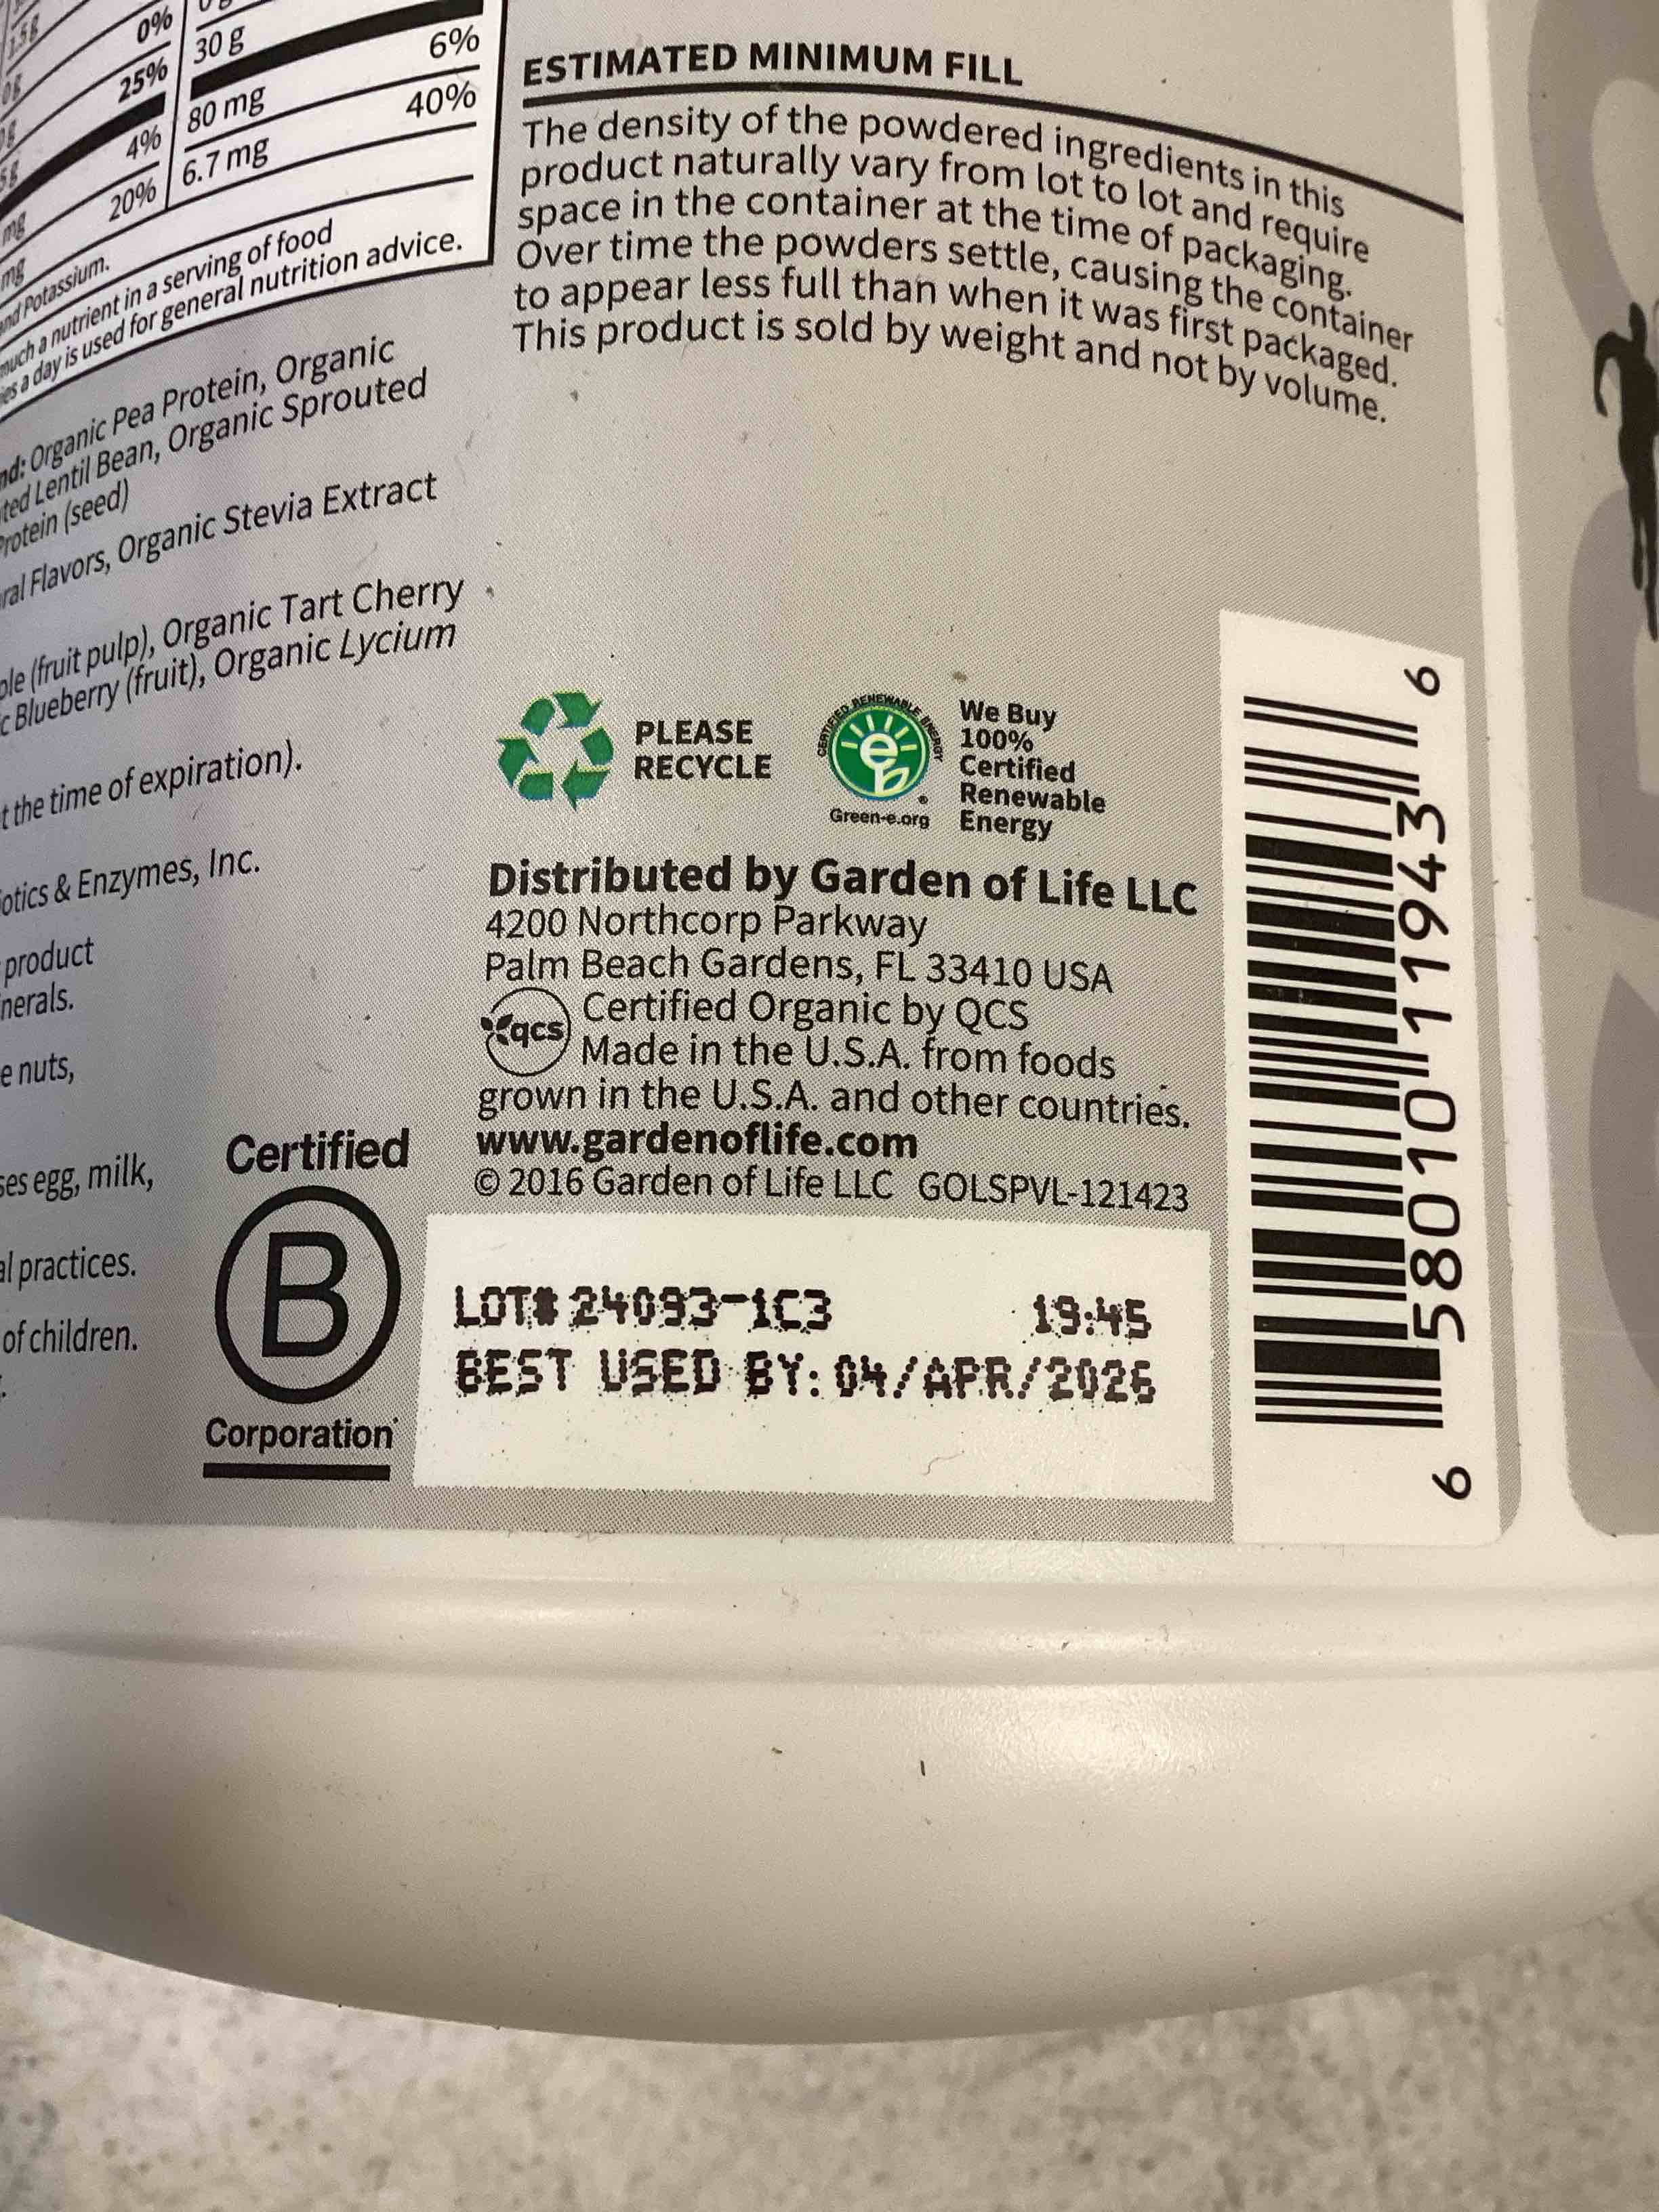 0%
30 g
6%
25%
80 mg
40%
4%
6.7 mg
20%
mg
mg
and Potassium.
much a nutrient in a serving of food
a day is used for general nutrition advice.
Organic Pea Protein, Organic
Lentil Bean, Organic Sprouted
Protein (seed)
Flavors, Organic Stevia Extract
(fruit pulp), Organic Tart Cherry
Blueberry (fruit), Organic Lycium
the time of expiration).
& Enzymes, Inc.
product
nuts,
egg, milk,
practices.
of children.
Certified
B
Corporation
ESTIMATED MINIMUM FILL
The density of the powdered ingredients in this
product naturally vary from lot to lot and require
space in the container at the time of packaging.
Over time the powders settle, causing the container
to appear less full than when it was first packaged.
This product is sold by weight and not by volume.
PLEASE
RECYCLE
CERTIFIED RENEWABLE ENERGY
e
Green-e.org
We Buy
100%
Certified
Renewable
Energy
Distributed by Garden of Life LLC
4200 Northcorp Parkway
Palm Beach Gardens, FL 33410 USA
qcs
Certified Organic by QCS
Made in the U.S.A. from foods
grown in the U.S.A. and other countries.
www.gardenoflife.com
© 2016 Garden of Life LLC GOLSPVL-121423
LOT# 24093-1C3 19:45
BEST USED BY: 04/APR/2026
6 58010 11943 6